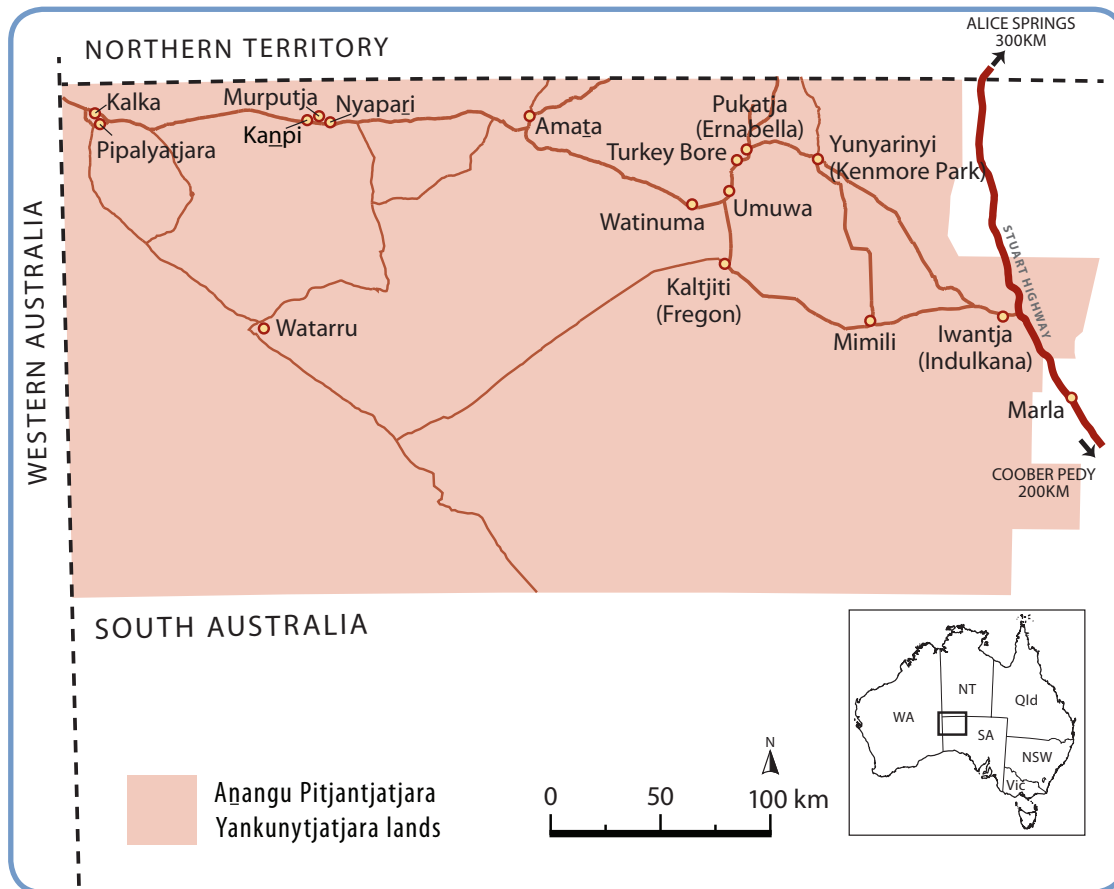 ALICE SPRINGS
300KM
NORTHERN TERRITORY
Kalka
Murputja
Nyapaṟi
Kaṉpi
Pipalyatjara
Amaṯa
Pukatja
(Ernabella)
Turkey Bore
Yunyarinyi
(Kenmore Park)
Watinuma
Umuwa
WESTERN AUSTRALIA
STUART HIGHWAY
Kaltjiti
(Fregon)
Watarru
Mimili
Iwantja
(Indulkana)
Marla
COOBER PEDY
200KM
SOUTH AUSTRALIA
NT
Qld
WA
SA
NSW
Vic
N
Aṉangu Pitjantjatjara
Yankunytjatjara lands
0 50 100 km